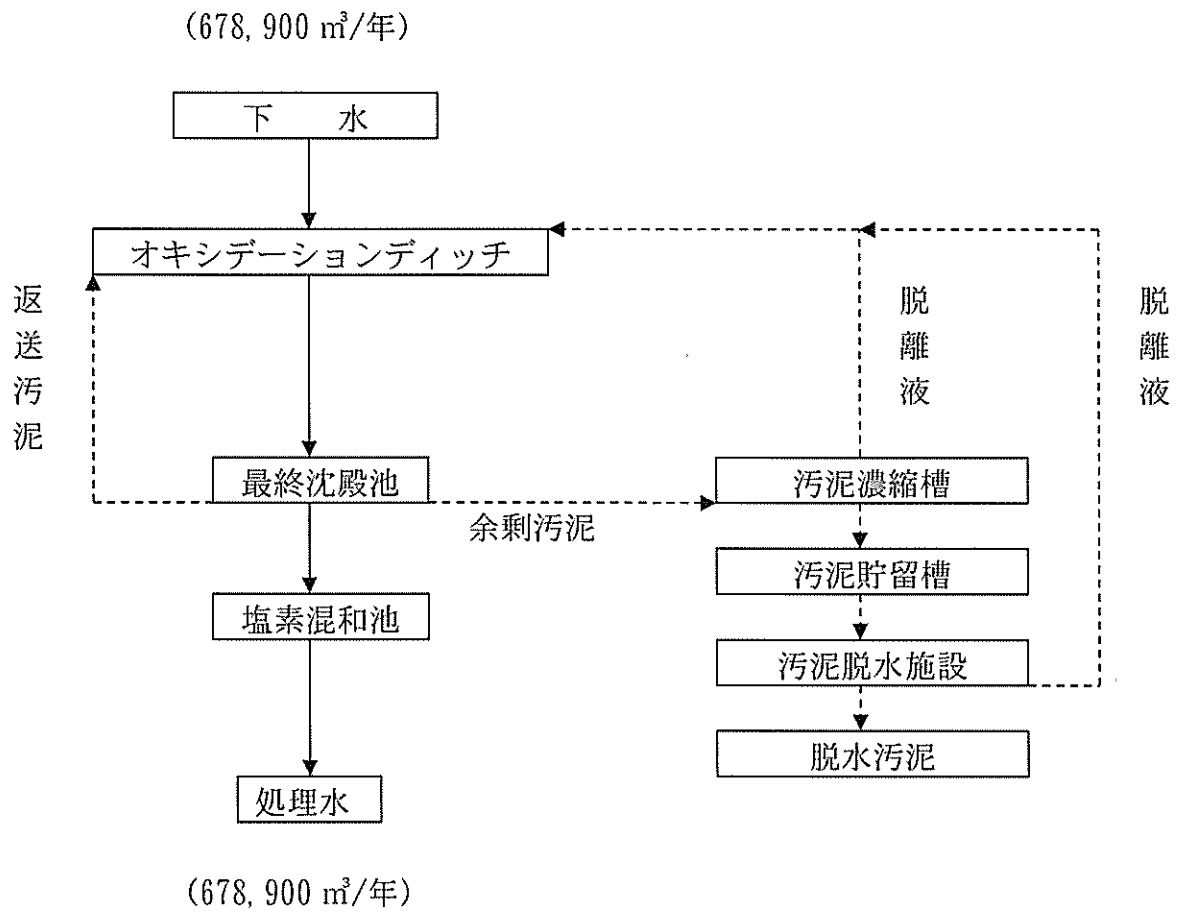 (678,900 ㎥/年)
下 水
オキシデーションディッチ
返送汚泥
脱離液
脱離液
最終沈殿池
汚泥濃縮槽
余剰汚泥
汚泥貯留槽
塩素混和池
汚泥脱水施設
脱水汚泥
処理水
(678,900 ㎥/年)